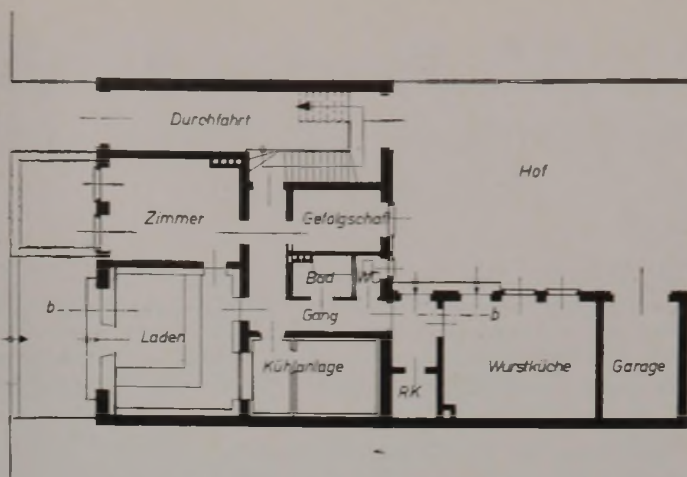 Durchfahrt
Hof
Zimmer
Gefolgschaft
Bad
WC
b
b
Gang
Laden
Kühlanlage
RK
Wurstküche
Garage